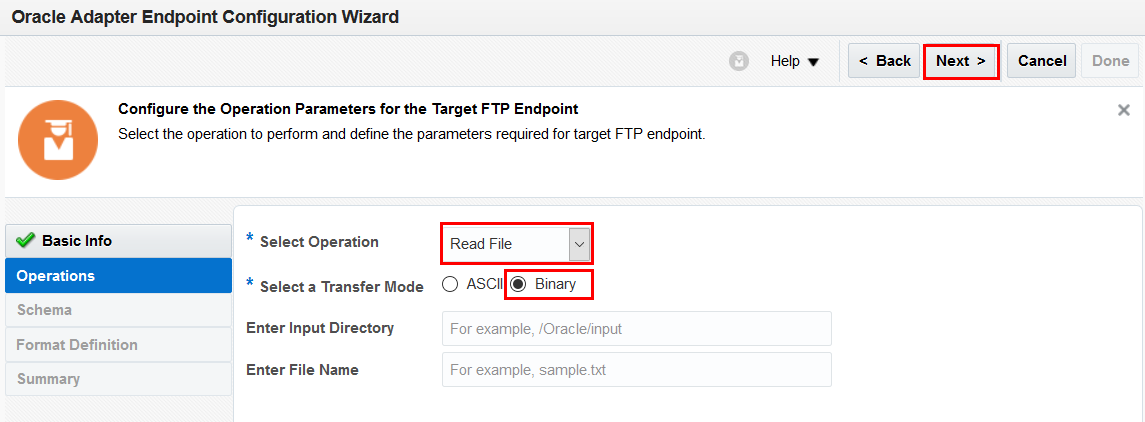 Oracle Adapter Endpoint Configuration Wizard
Help < Back Next > Cancel Done
Configure the Operation Parameters for the Target FTP Endpoint
Select the operation to perform and define the parameters required for target FTP endpoint.
Basic Info
Operations
Schema
Format Definition
Summary
* Select Operation Read File
* Select a Transfer Mode ASCII Binary
Enter Input Directory For example, /Oracle/input
Enter File Name For example, sample.txt